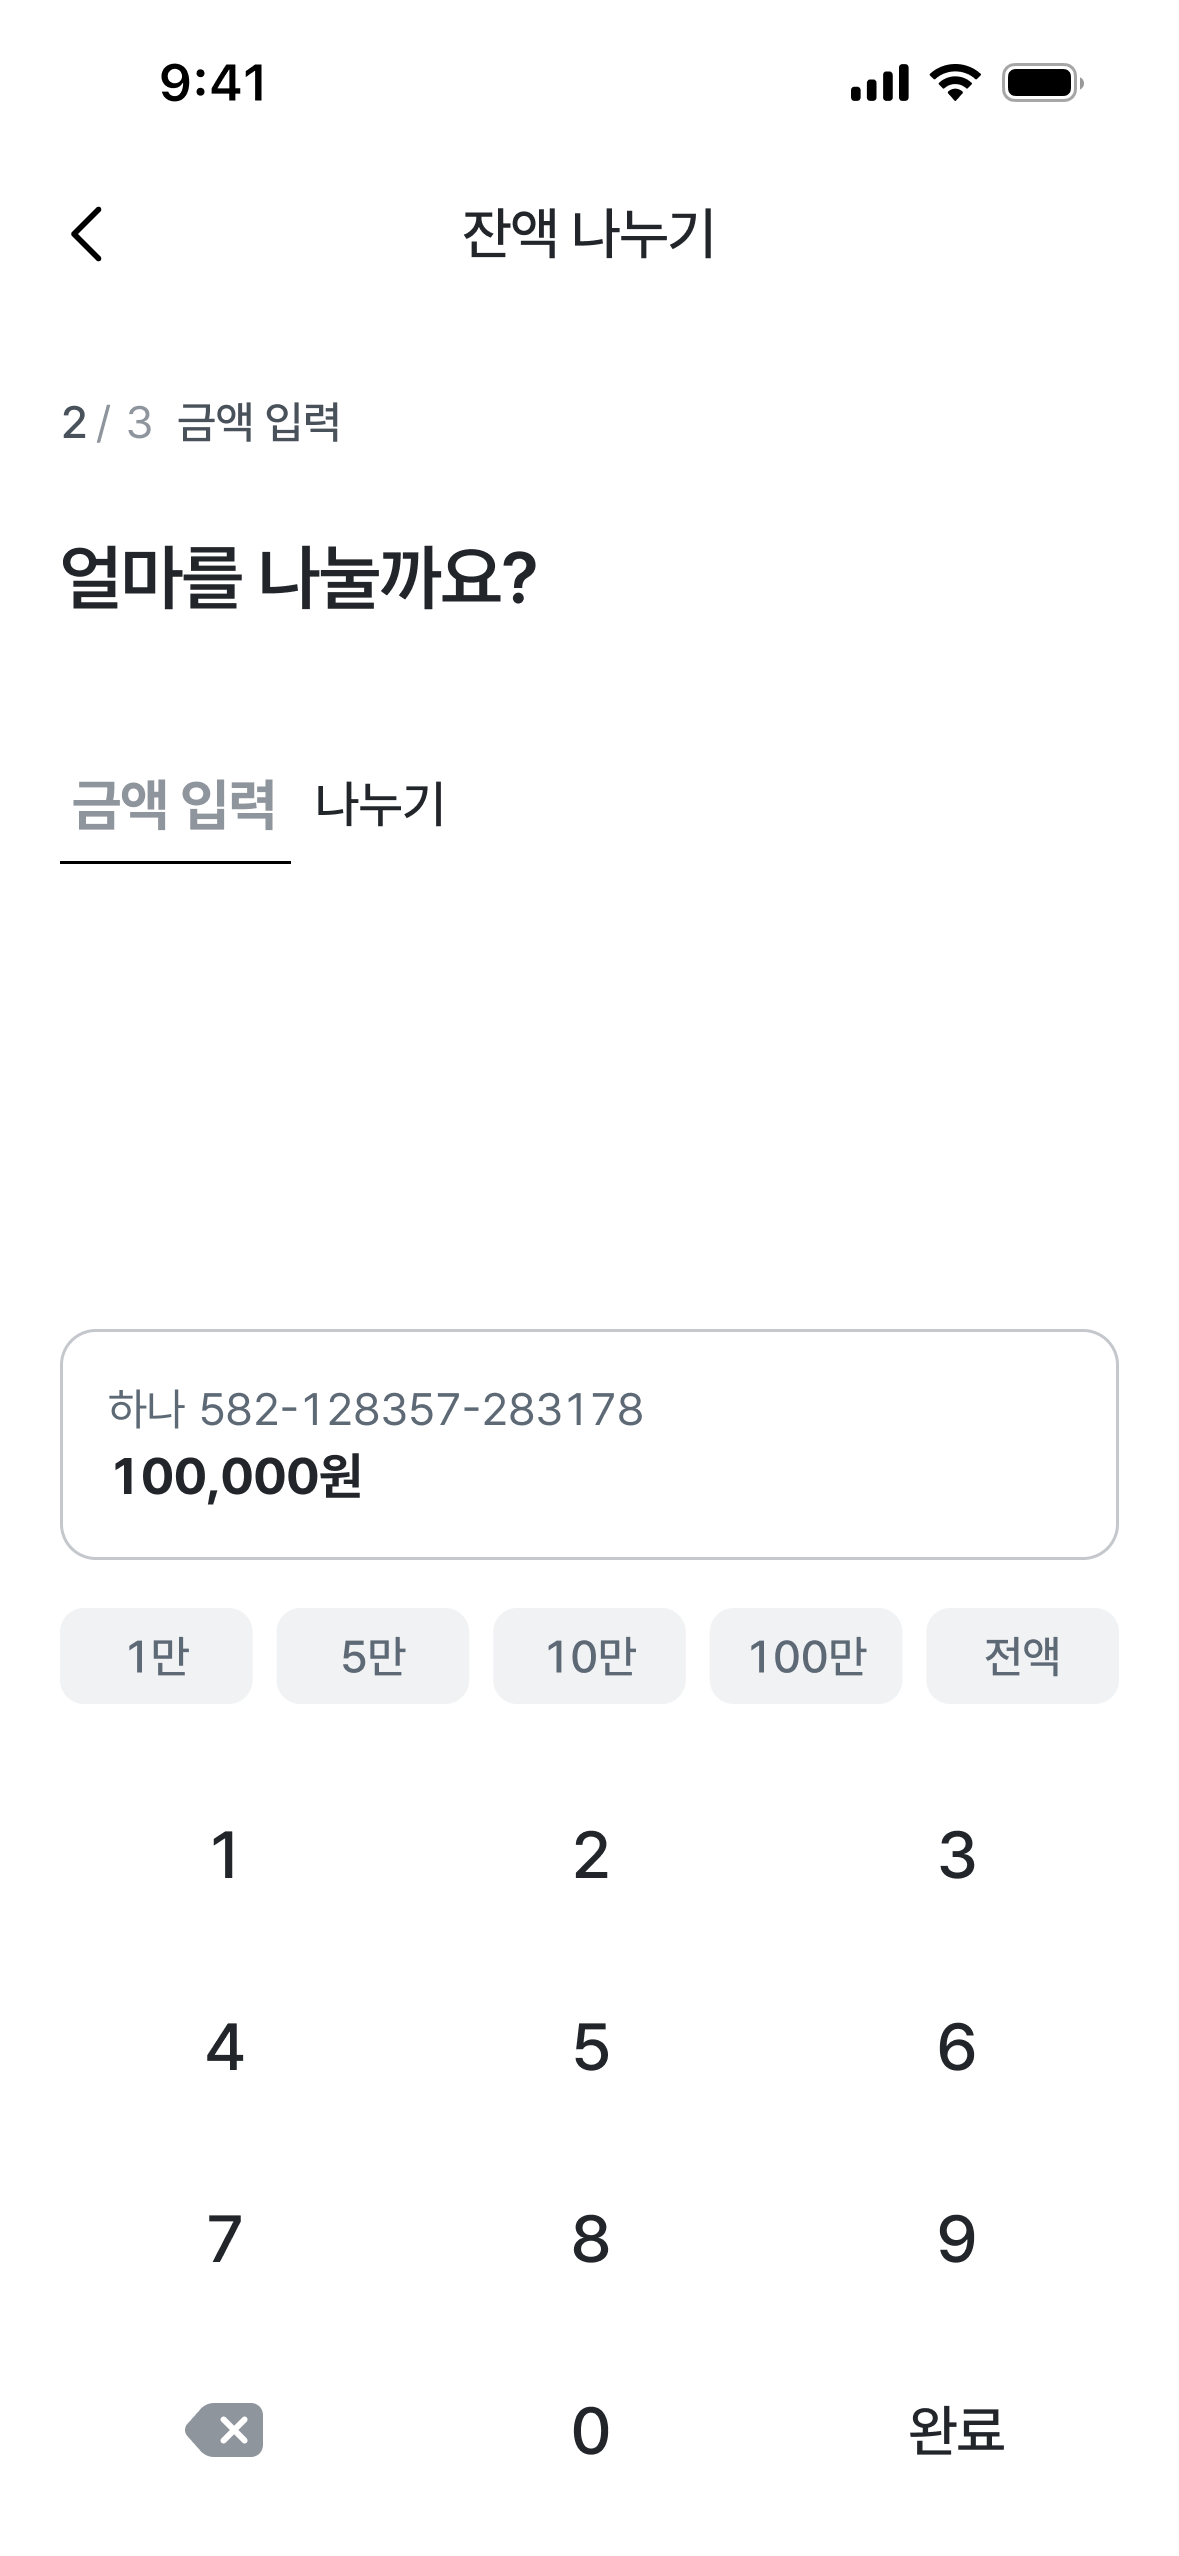 9:41
잔액 나누기
2 / 3 금액 입력
얼마를 나눌까요?
금액 입력 나누기
하나 582-128357-283178
100,000원
1만 5만 10만 100만 전액
1 2 3
4 5 6
7 8 9
0 완료